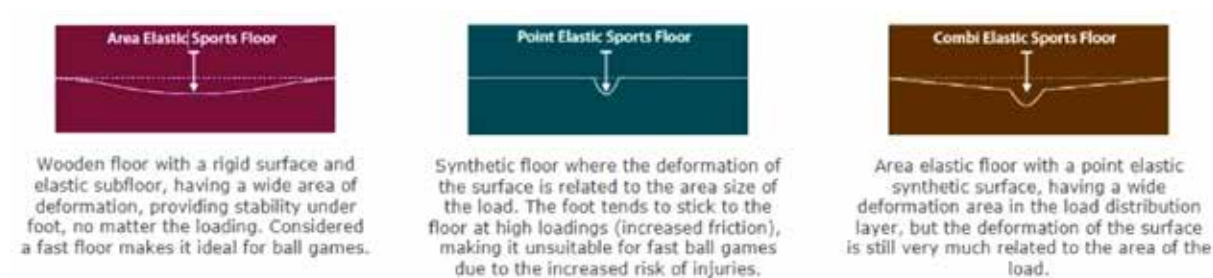 Area Elastic Sports Floor
Wooden floor with a rigid surface and
elastic subfloor, having a wide area of
deformation, providing stability under
foot, no matter the loading. Considered
a fast floor makes it ideal for ball games.
Point Elastic Sports Floor
Synthetic floor where the deformation of
the surface is related to the area size of
the load. The foot tends to stick to the
floor at high loadings (increased friction),
making it unsuitable for fast ball games
due to the increased risk of injuries.
Combi Elastic Sports Floor
Area elastic floor with a point elastic
synthetic surface, having a wide
deformation area in the load distribution
layer, but the deformation of the surface
is still very much related to the area of the
load.